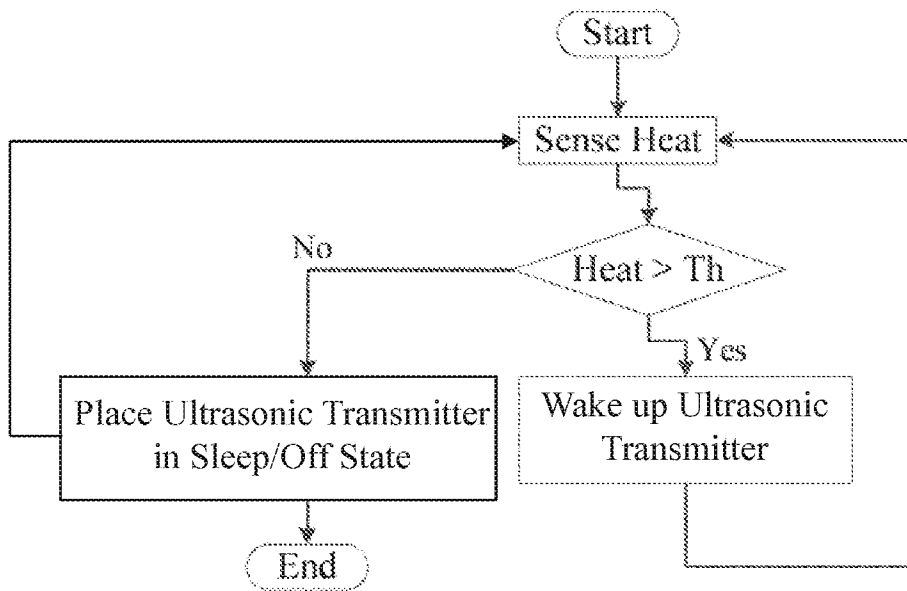 Start
Sense Heat
Heat > Th
No
Yes
Place Ultrasonic Transmitter
in Sleep/Off State
Wake up Ultrasonic
Transmitter
End